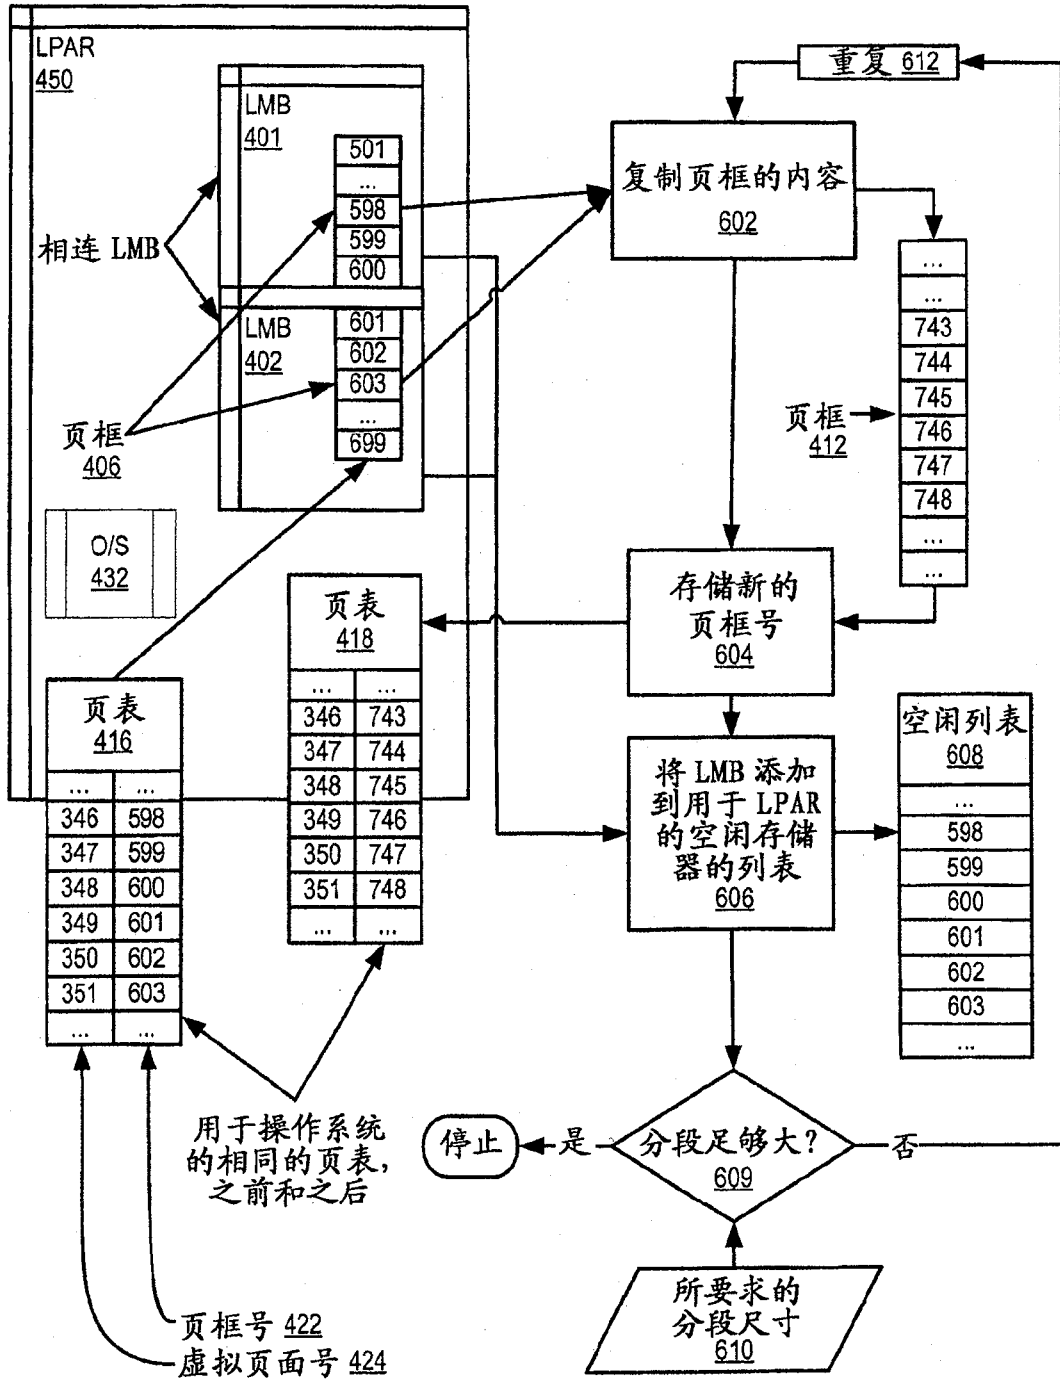 LPAR
450
LMB
401
501
...
598
599
600
相连 LMB
LMB
402
601
602
603
...
699
页框
406
O/S
432
页表
416
... ...
346 598
347 599
348 600
349 601
350 602
351 603
... ...
页表
418
... ...
346 743
347 744
348 745
349 746
350 747
351 748
... ...
用于操作系统
的相同的页表，
之前和之后
页框号 422
虚拟页面号 424
重复 612
复制页框的内容
602
...
...
743
744
745
746
747
748
...
...
页框
412
存储新的
页框号
604
将 LMB 添加
到用于 LPAR
的空闲存储
器的列表
606
空闲列表
608
...
598
599
600
601
602
603
...
分段足够大?
609
是
停止
否
所要求的
分段尺寸
610